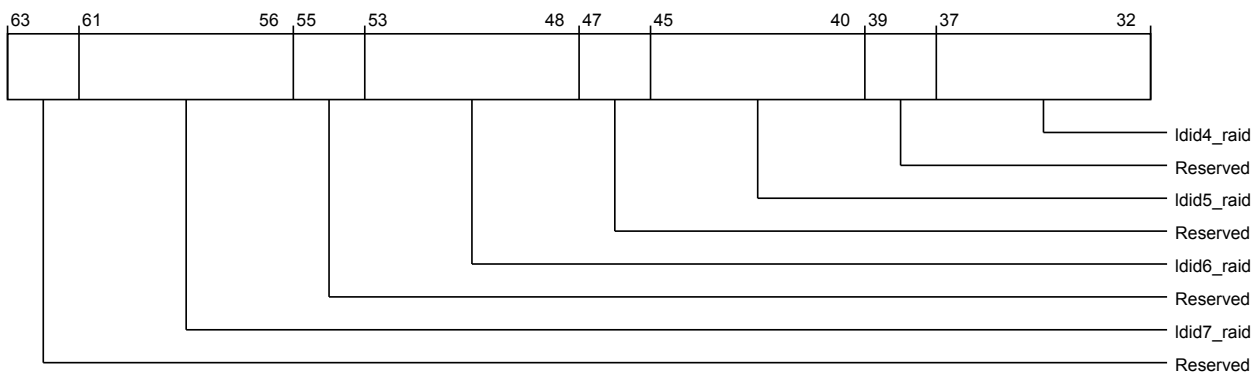 63 61 56 55 53 48 47 45 40 39 37 32
ldid4_raid
Reserved
ldid5_raid
Reserved
ldid6_raid
Reserved
ldid7_raid
Reserved